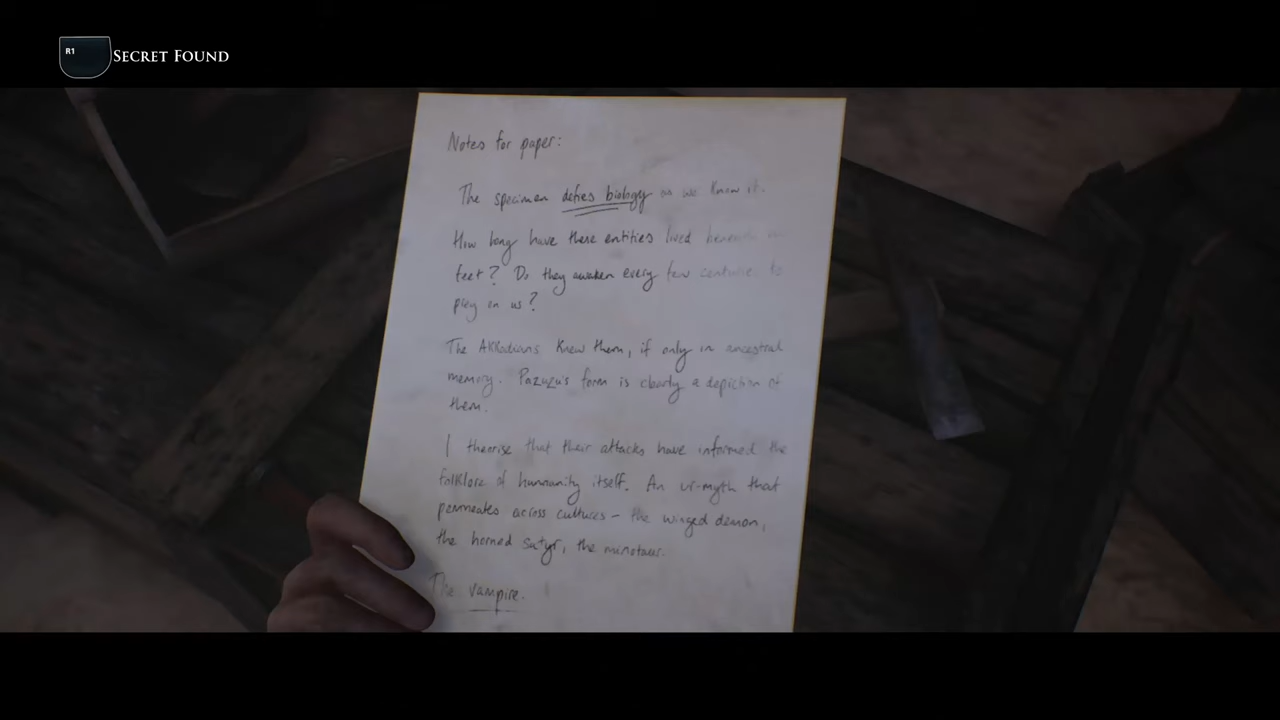 R1
SECRET FOUND
Notes for paper:
The specimen defies biology as we know it.
How long have these entities lived beneath our
feet? Do they awaken every few centuries to
prey on us?
The Akkadians knew them, if only in ancestral
memory. Pazuzu's form is clearly a depiction of
them.
I theorise that their attacks have informed the
folklore of humanity itself. An ur-myth that
permeates across cultures – the winged demon,
the horned satyr, the minotaur.
The vampire.